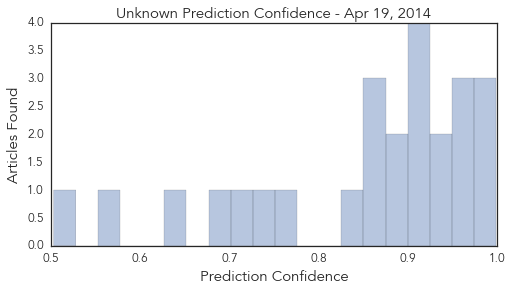 Unknown Prediction Confidence - Apr 19, 2014
4.0
3.5
3.0
2.5
2.0
1.5
1.0
0.5
0.0
Articles Found
0.5 0.6 0.7 0.8 0.9 1.0
Prediction Confidence